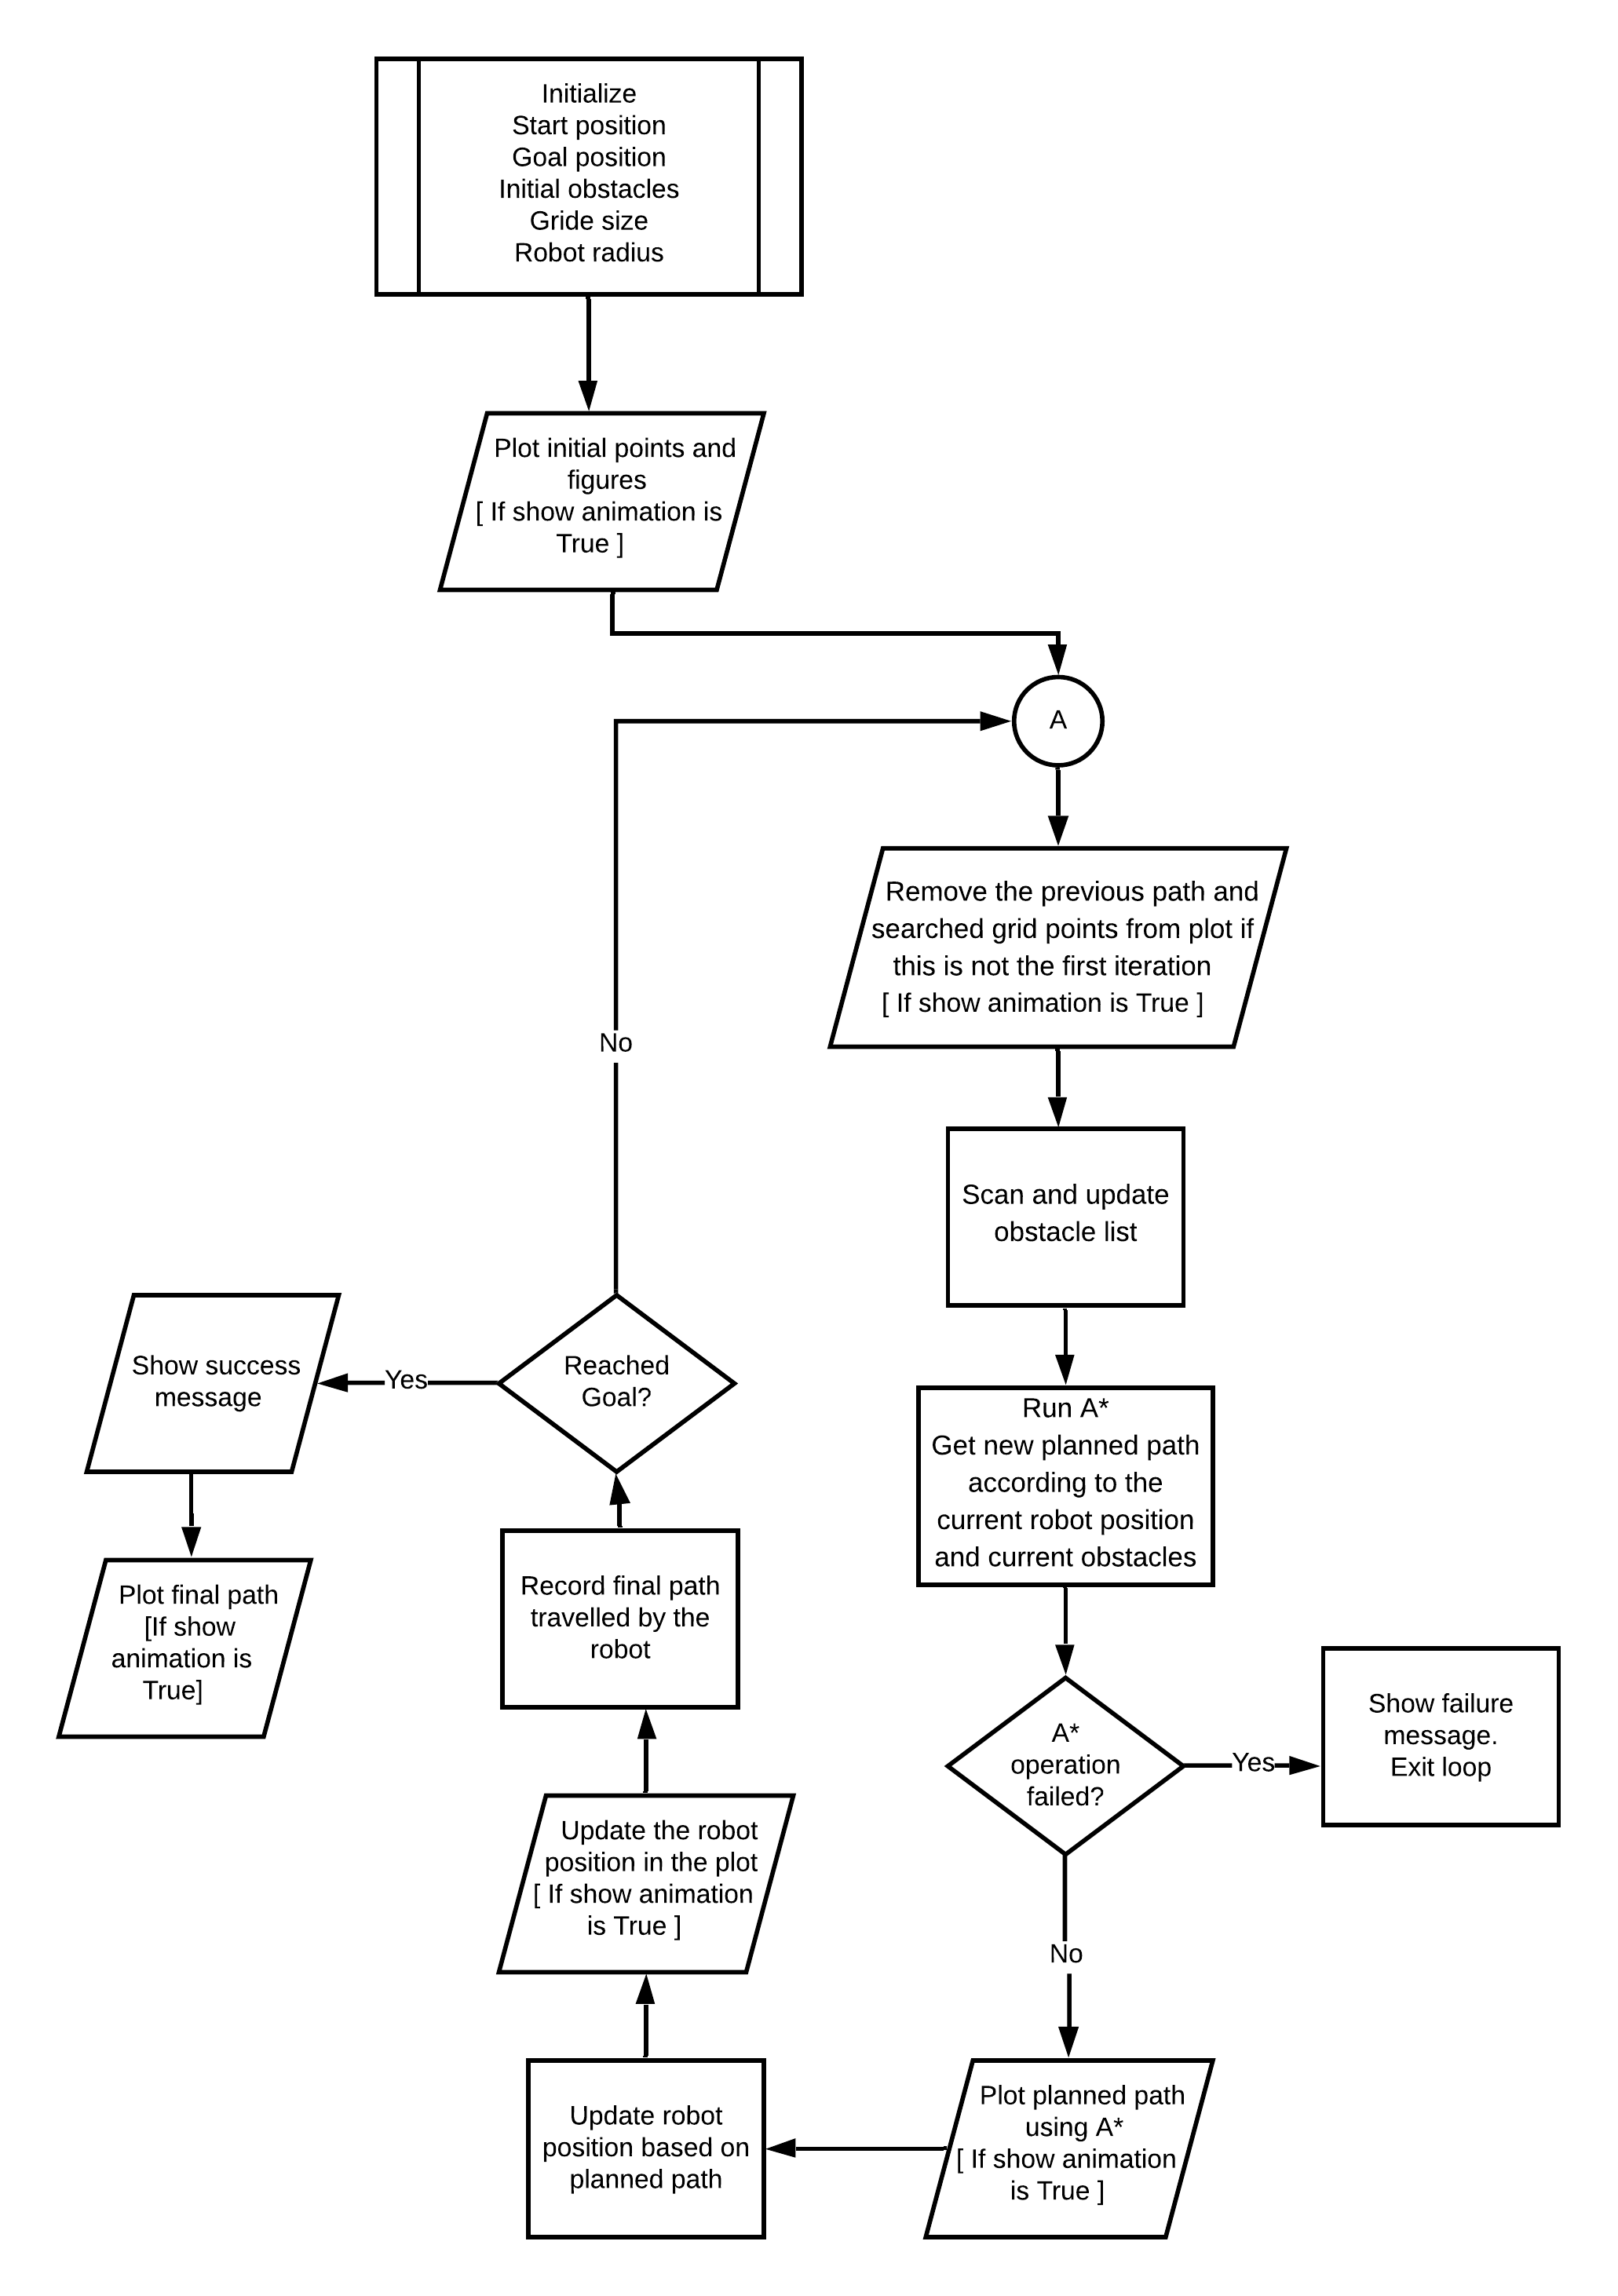 Initialize
Start position
Goal position
Initial obstacles
Gride size
Robot radius
Plot initial points and
figures
[ If show animation is
True ]
A
Remove the previous path and
searched grid points from plot if
this is not the first iteration
[ If show animation is True ]
Scan and update
obstacle list
Run A*
Get new planned path
according to the
current robot position
and current obstacles
A*
operation
failed?
Yes
Show failure
message.
Exit loop
No
Plot planned path
using A*
[ If show animation
is True ]
Update robot
position based on
planned path
Update the robot
position in the plot
[ If show animation
is True ]
Record final path
travelled by the
robot
Reached
Goal?
No
Yes
Show success
message
Plot final path
[If show
animation is
True]